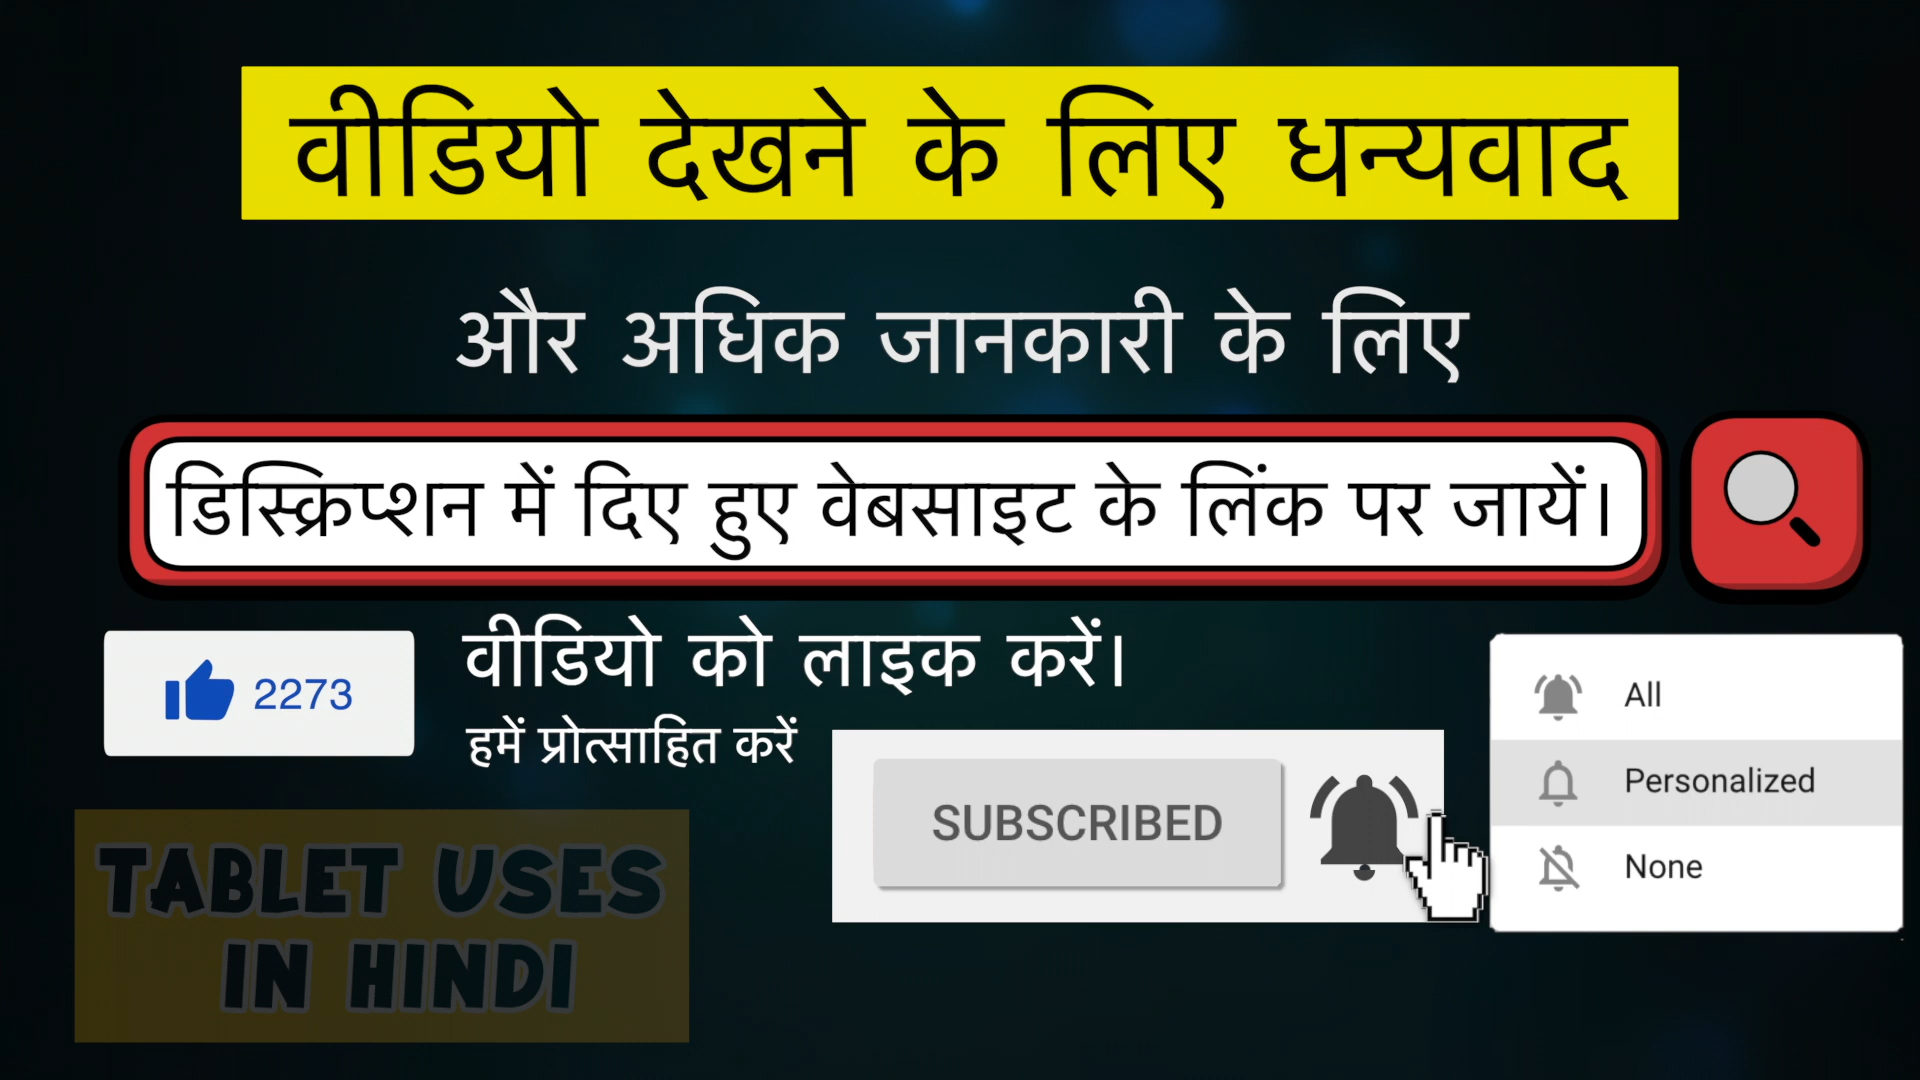 वीडियो देखने के लिए धन्यवाद
और अधिक जानकारी के लिए
डिस्क्रिप्शन में दिए हुए वेबसाइट के लिंक पर जायें।
2273
वीडियो को लाइक करें।
हमें प्रोत्साहित करें
SUBSCRIBED
All
Personalized
None
TABLET USES
IN HINDI